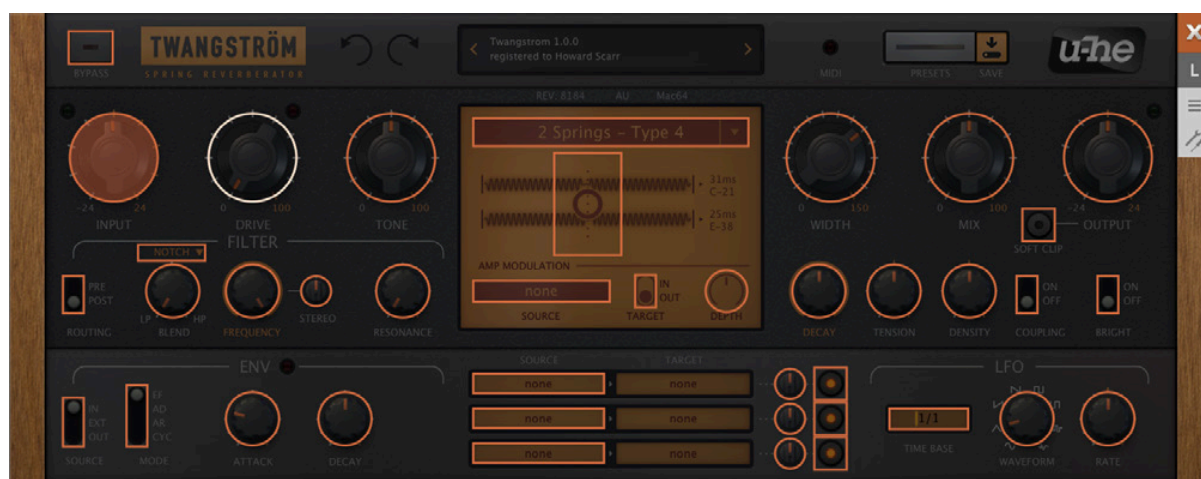 TWANGSTRÖM
SPRING REVERBERATOR
BYPASS
Twangstrom 1.0.0
registered to Howard Scarr
MIDI
PRESETS
SAVE
u-he
L
REV. 8184 AU Mac64
-24 24
INPUT
0 100
DRIVE
0 100
TONE
2 Springs – Type 4
31ms
C-21
25ms
E-38
0 150
WIDTH
0 100
MIX
-24 24
OUTPUT
SOFT CLIP
FILTER
NOTCH
PRE
POST
ROUTING
LP HP
BLEND
FREQUENCY
STEREO
RESONANCE
AMP MODULATION
none
SOURCE
IN
OUT
TARGET
DEPTH
DECAY
TENSION
DENSITY
ON
OFF
COUPLING
ON
OFF
BRIGHT
ENV
IN
EXT
OUT
SOURCE
EF
AD
AR
CYC
MODE
ATTACK
DECAY
SOURCE TARGET
none none
none none
none none
LFO
1/1
TIME BASE
WAVEFORM
RATE